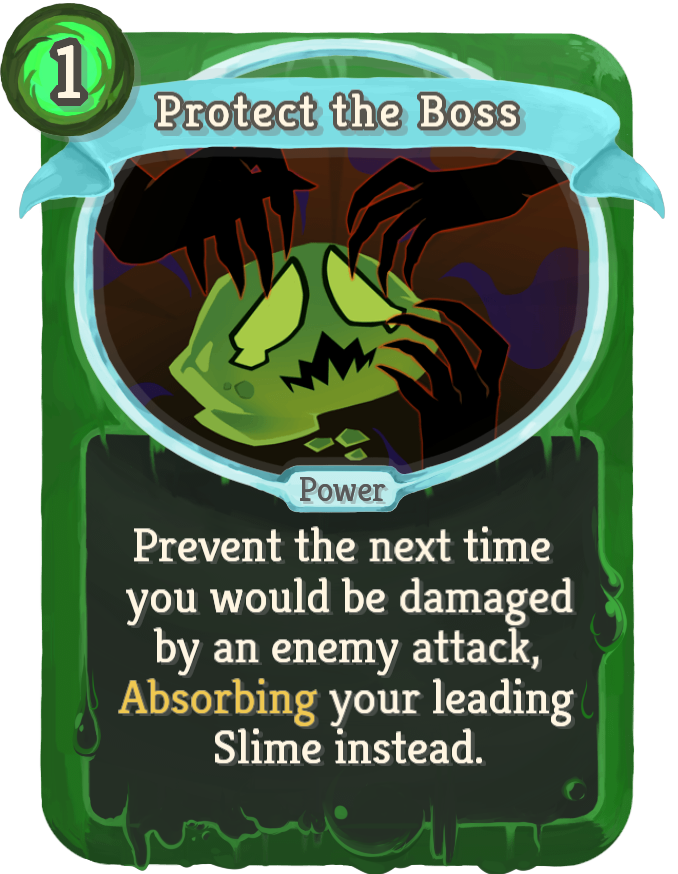 1
Protect the Boss
Power
Prevent the next time
you would be damaged
by an enemy attack,
Absorbing your leading
Slime instead.